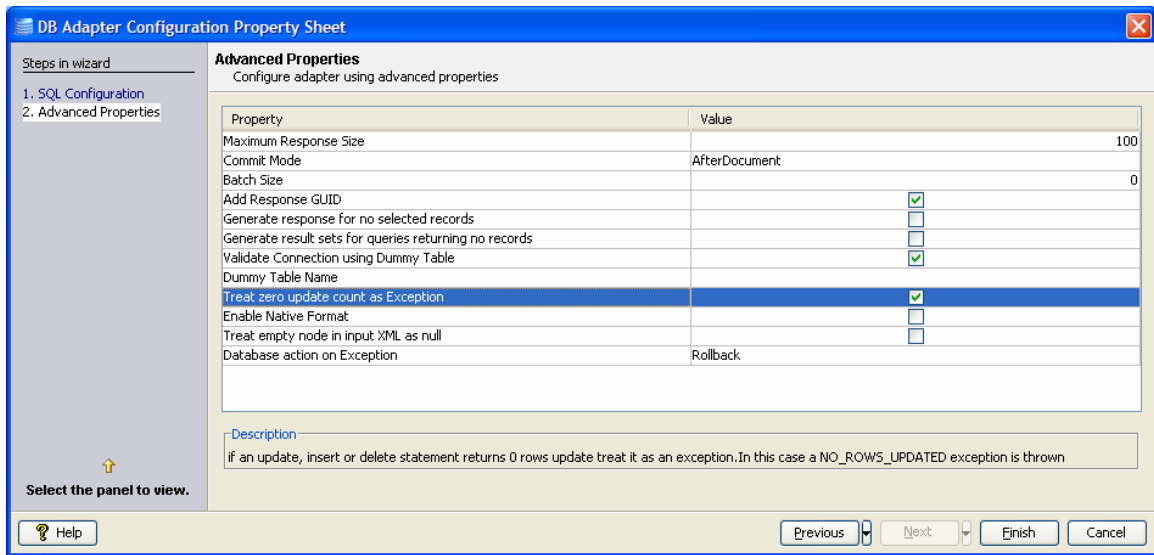 DB Adapter Configuration Property Sheet
Steps in wizard
1. SQL Configuration
2. Advanced Properties
Advanced Properties
Configure adapter using advanced properties
Property Value
Maximum Response Size 100
Commit Mode AfterDocument
Batch Size 0
Add Response GUID
Generate response for no selected records
Generate result sets for queries returning no records
Validate Connection using Dummy Table
Dummy Table Name
Treat zero update count as Exception
Enable Native Format
Treat empty node in input XML as null
Database action on Exception Rollback
Description
if an update, insert or delete statement returns 0 rows update treat it as an exception.In this case a NO_ROWS_UPDATED exception is thrown
Select the panel to view.
Help Previous Next Finish Cancel